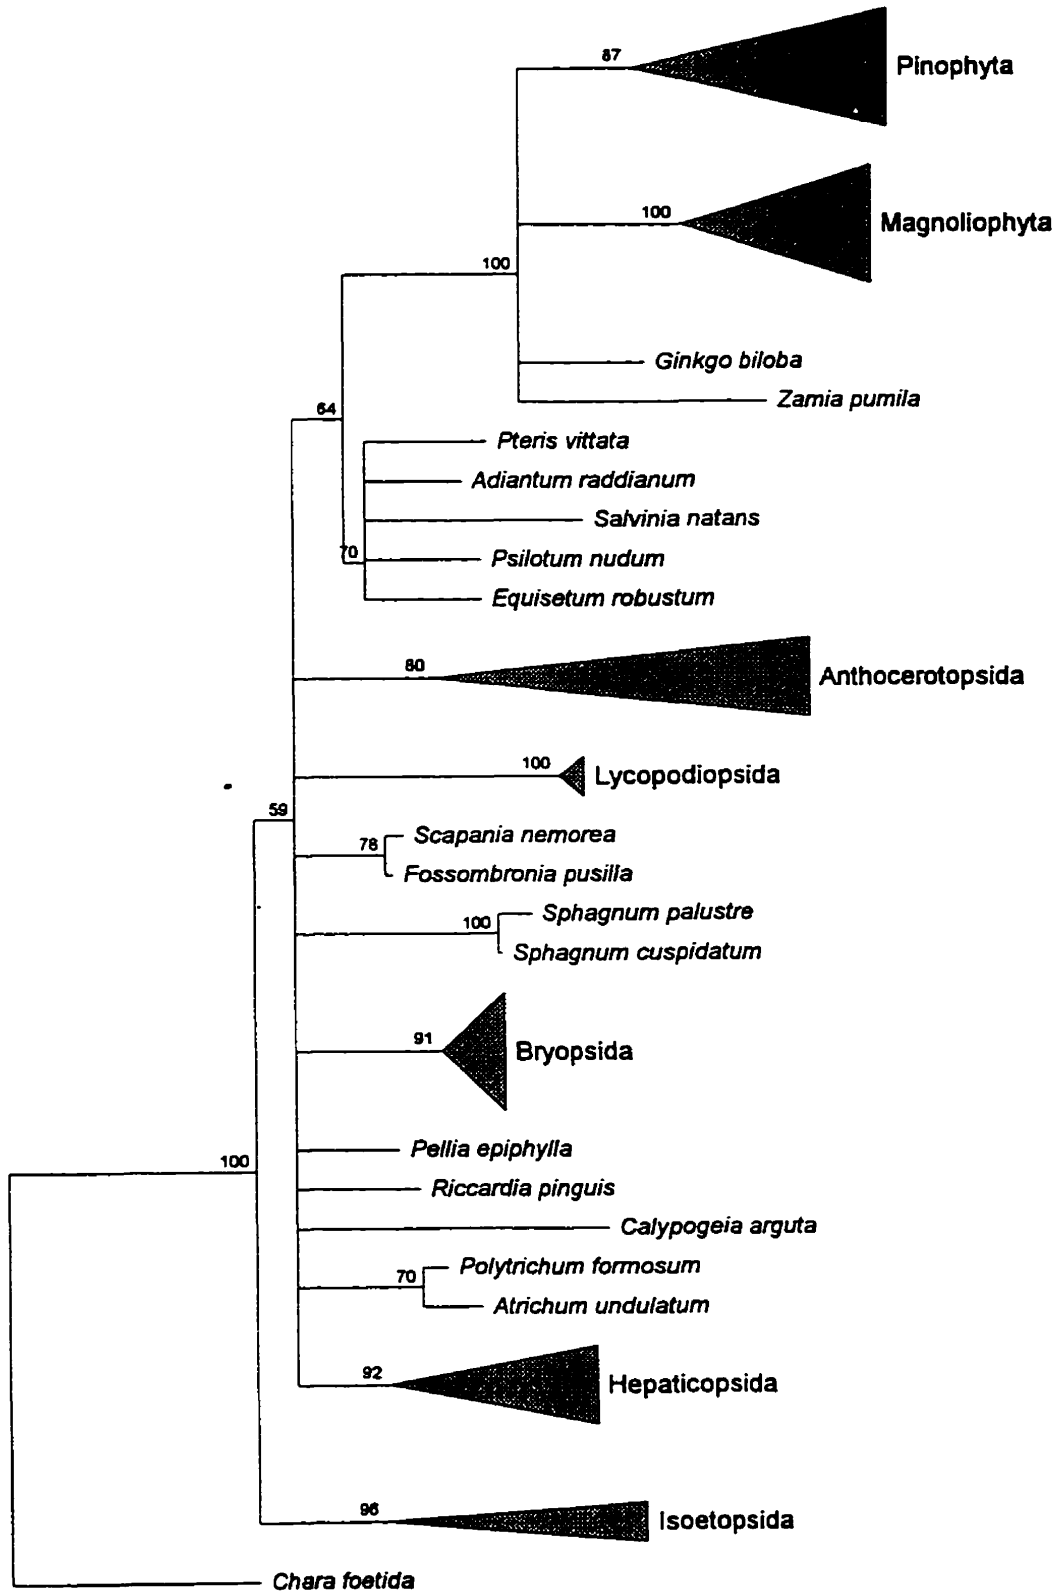 87
Pinophyta
100
Magnoliophyta
100
Ginkgo biloba
Zamia pumila
64
Pteris vittata
Adiantum raddianum
Salvinia natans
70
Psilotum nudum
Equisetum robustum
80
Anthocerotopsida
100
Lycopodiopsida
59
78
Scapania nemorea
Fossombronia pusilla
100
Sphagnum palustre
Sphagnum cuspidatum
91
Bryopsida
Pellia epiphylla
100
Riccardia pinguis
Calypogeia arguta
70
Polytrichum formosum
Atrichum undulatum
92
Hepaticopsida
96
Isoetopsida
Chara foetida